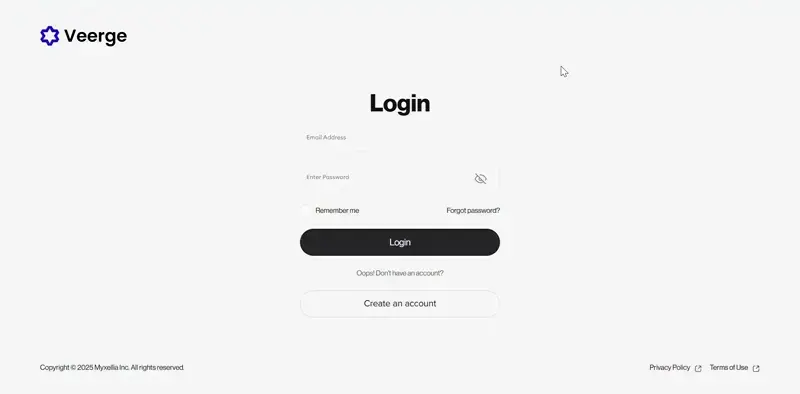 Veerge
Login
Email Address
Enter Password
Remember me
Forgot password?
Login
Oops! Don't have an account?
Create an account
Copyright © 2025 Myxellia Inc. All rights reserved.
Privacy Policy
Terms of Use